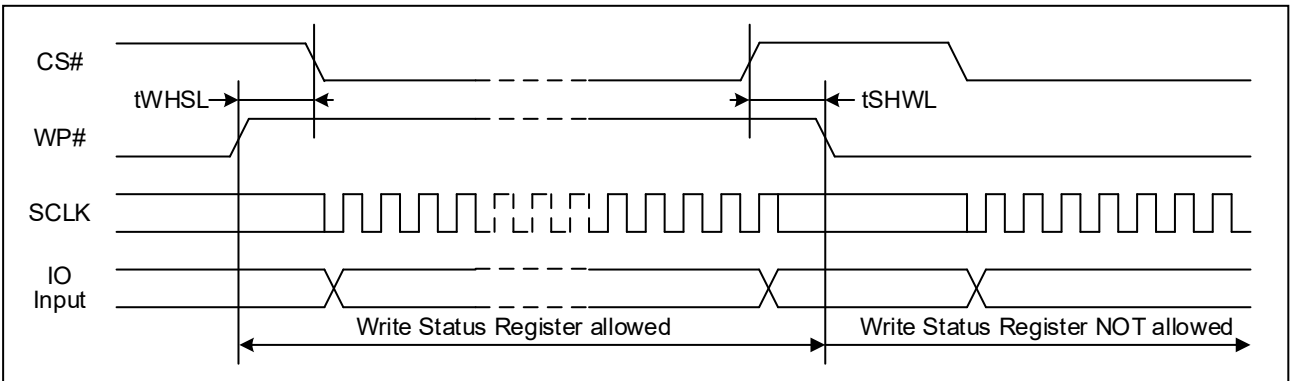 CS#
tWHSL
tSHWL
WP#
SCLK
IO
Input
Write Status Register allowed
Write Status Register NOT allowed